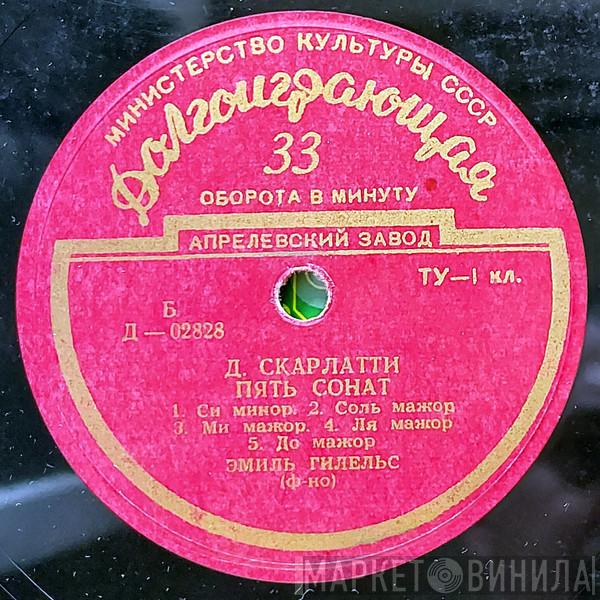 МИНИСТЕРСТВО КУЛЬТУРЫ СССР
Долгоиграющая
33
ОБОРОТА В МИНУТУ
АПРЕЛЕВСКИЙ ЗАВОД
ТУ—1 кл.
Б
Д—02828
Д. СКАРЛАТТИ
ПЯТЬ СОНАТ
1. Си минор. 2. Соль мажор
3. Ми мажор. 4. Ля мажор
5. До мажор
ЭМИЛЬ ГИЛЕЛЬС
(ф-но)
МАРКЕТ ВИНИЛА